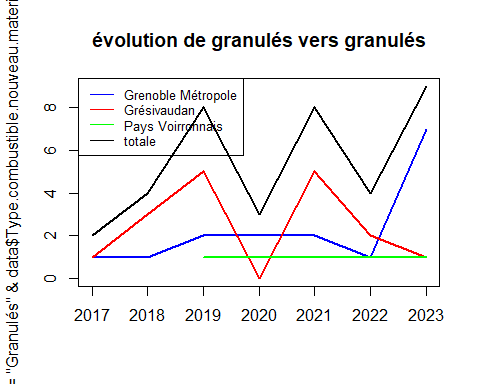 évolution de granulés vers granulés
= "Granulés" & data$Type.combustible.nouveau.materi
Grenoble Métropole
Grésivaudan
Pays Voirronnais
totale
8
6
4
2
0
2017 2018 2019 2020 2021 2022 2023